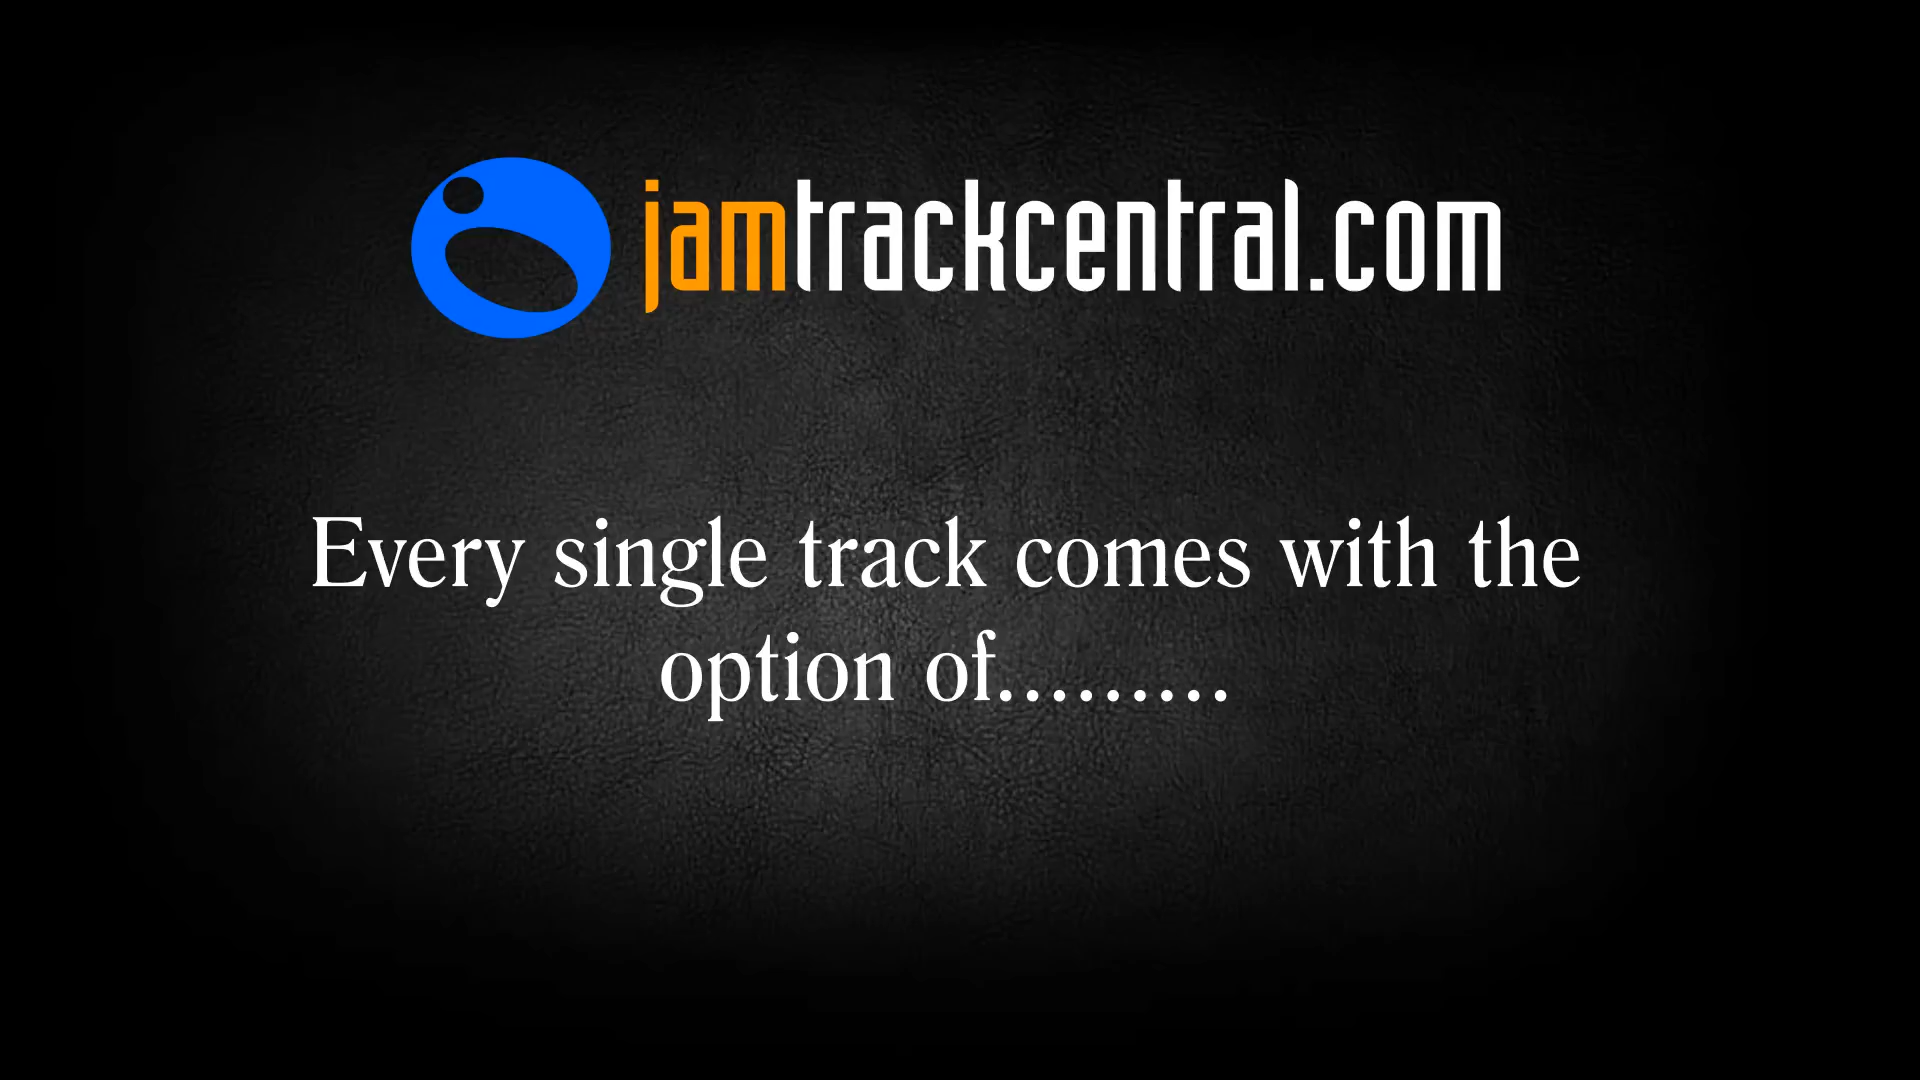 jamtrackcentral.com
Every single track comes with the
option of.........